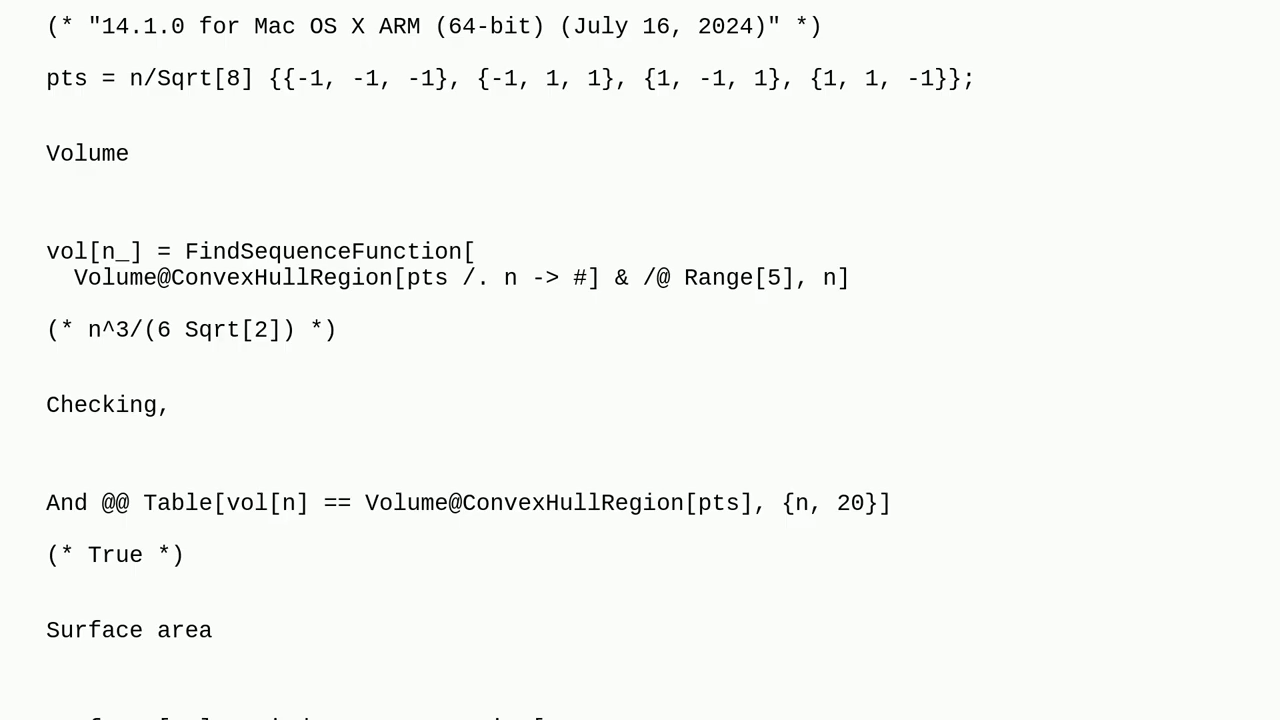 (* "14.1.0 for Mac OS X ARM (64-bit) (July 16, 2024)" *)
pts = n/Sqrt[8] {{-1, -1, -1}, {-1, 1, 1}, {1, -1, 1}, {1, 1, -1}};
Volume
vol[n_] = FindSequenceFunction[
  Volume@ConvexHullRegion[pts /. n -> #] & /@ Range[5], n]
(* n^3/(6 Sqrt[2]) *)
Checking,
And @@ Table[vol[n] == Volume@ConvexHullRegion[pts], {n, 20}]
(* True *)
Surface area